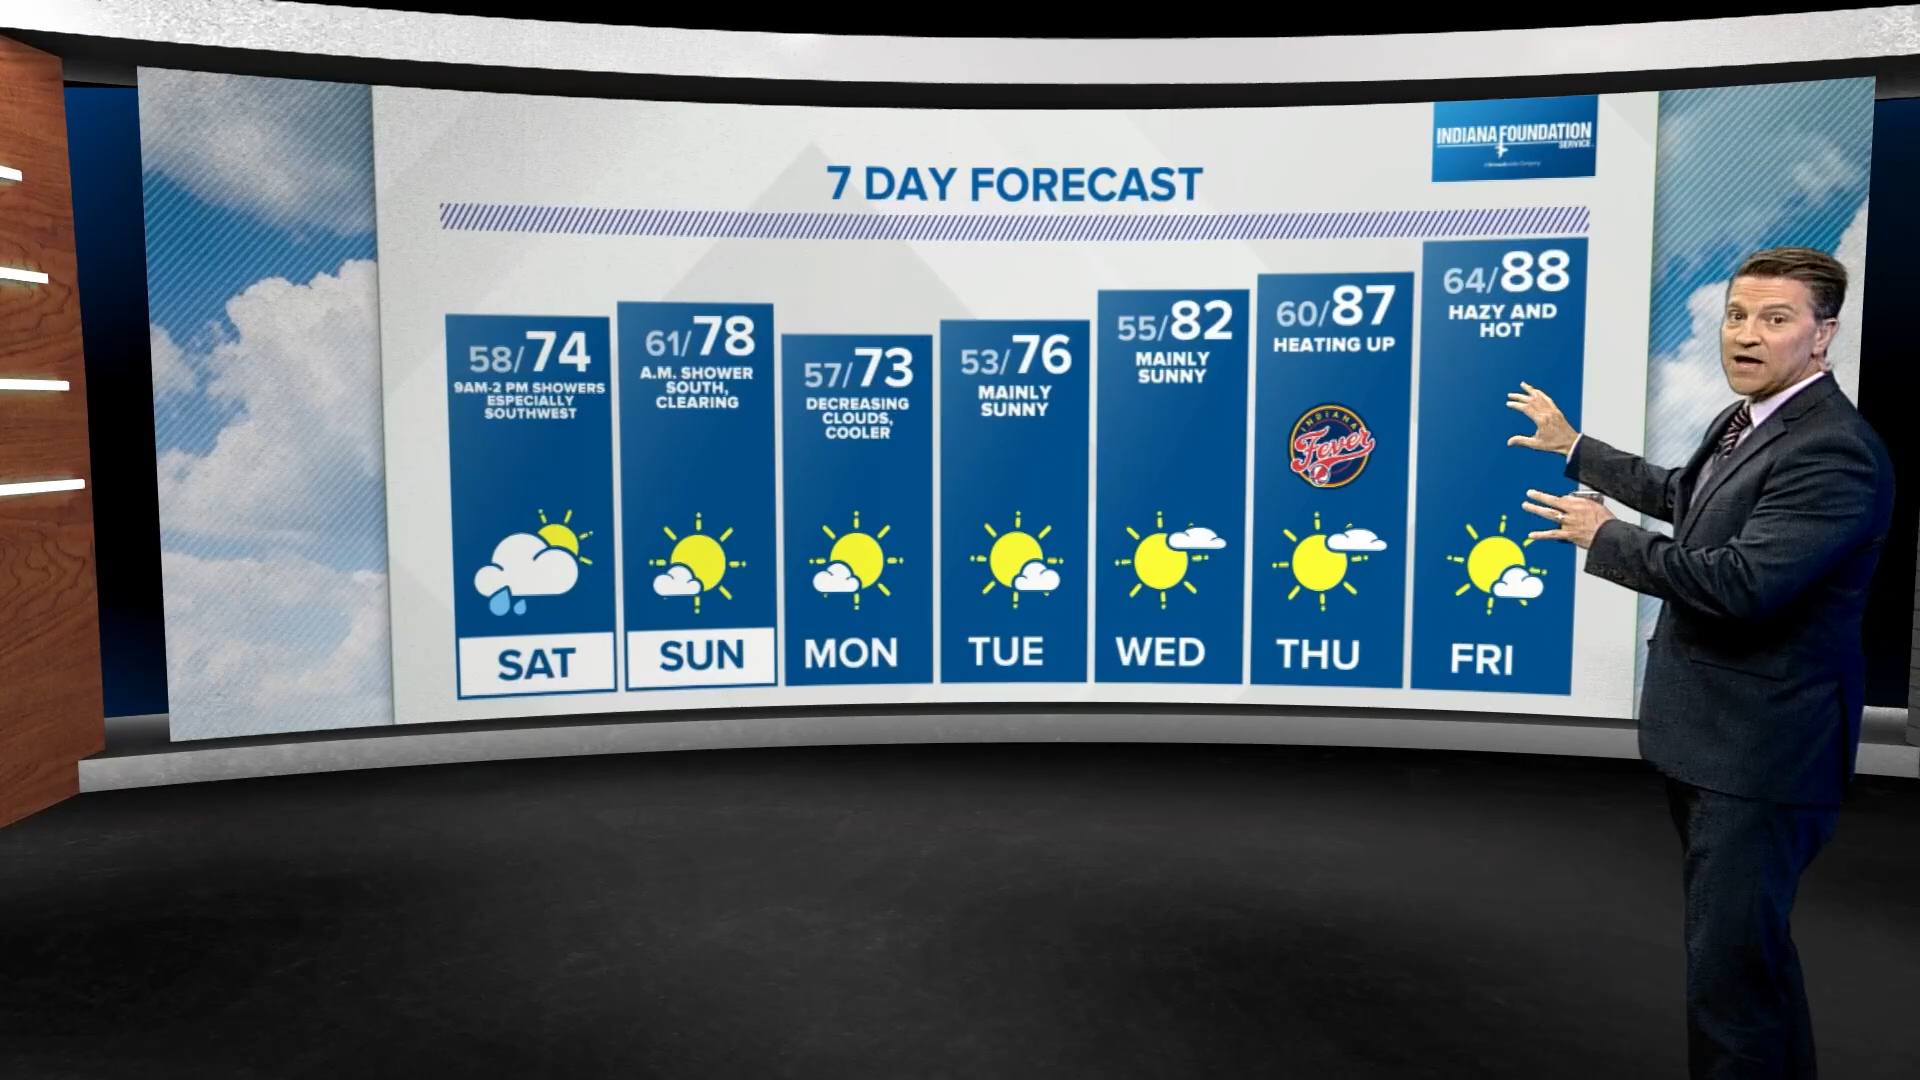 INDIANA FOUNDATION
SERVICE
7 DAY FORECAST
58/74
9AM-2 PM SHOWERS
ESPECIALLY
SOUTHWEST
SAT
61/78
A.M. SHOWER
SOUTH,
CLEARING
SUN
57/73
DECREASING
CLOUDS,
COOLER
MON
53/76
MAINLY
SUNNY
TUE
55/82
MAINLY
SUNNY
WED
60/87
HEATING UP
INDIANA
Fever
THU
64/88
HAZY AND
HOT
FRI